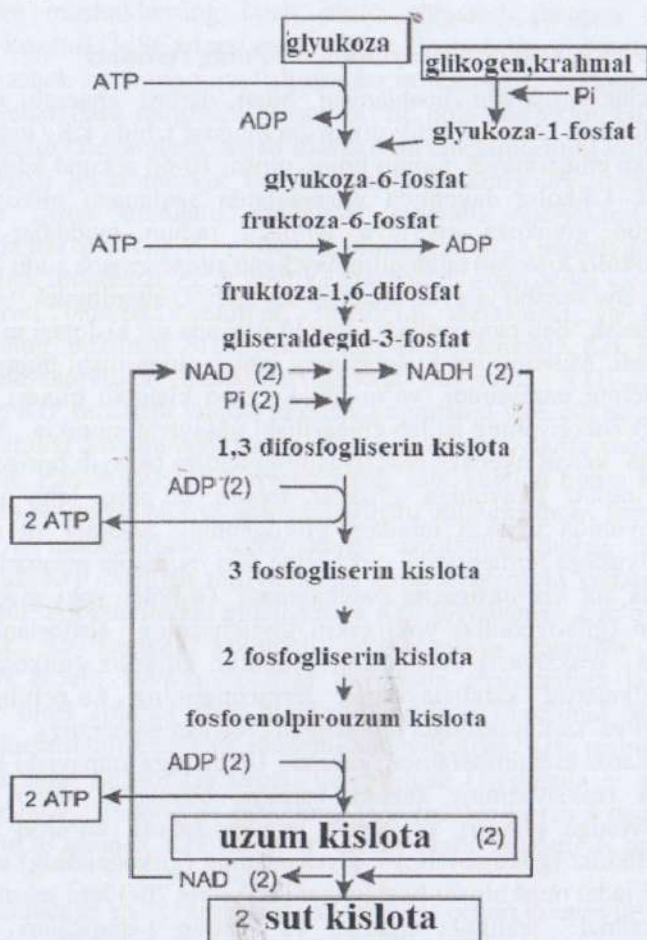 glyukoza
glikogen,krahmal
ATP
Pi
ADP
glyukoza-1-fosfat
glyukoza-6-fosfat
fruktoza-6-fosfat
ATP
ADP
fruktoza-1,6-difosfat
gliseraldegid-3-fosfat
NAD (2) NADH (2)
Pi (2)
1,3 difosfogliserin kislota
ADP (2)
2 ATP
3 fosfogliserin kislota
2 fosfogliserin kislota
fosfoenolpirouzum kislota
ADP (2)
2 ATP
uzum kislota (2)
NAD (2)
2 sut kislota